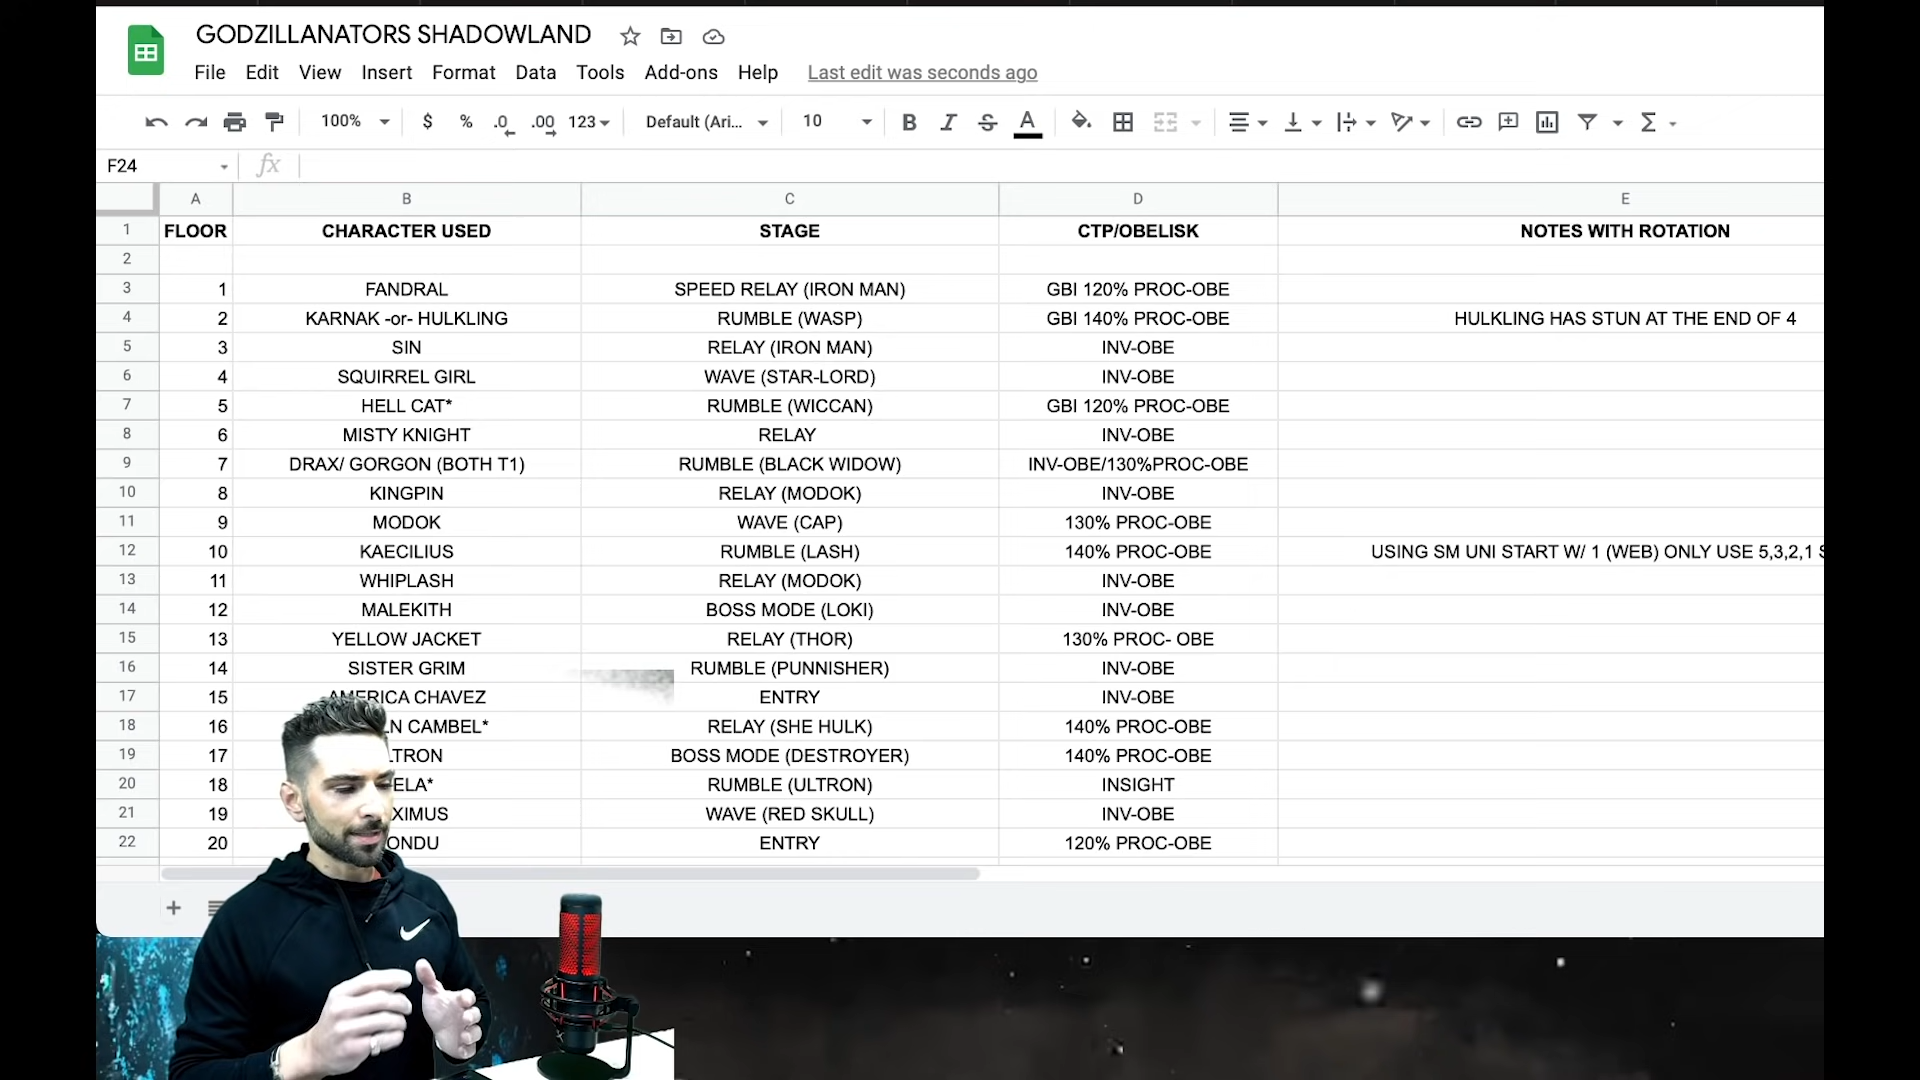 GODZILLANATORS SHADOWLAND
File Edit View Insert Format Data Tools Add-ons Help Last edit was seconds ago
100% $ % .0 .00 123 Default (Ari... 10 B I S A
F24 fx
A B C D E
1 FLOOR CHARACTER USED STAGE CTP/OBELISK NOTES WITH ROTATION
2
3 1 FANDRAL SPEED RELAY (IRON MAN) GBI 120% PROC-OBE
4 2 KARNAK -or- HULKLING RUMBLE (WASP) GBI 140% PROC-OBE HULKLING HAS STUN AT THE END OF 4
5 3 SIN RELAY (IRON MAN) INV-OBE
6 4 SQUIRREL GIRL WAVE (STAR-LORD) INV-OBE
7 5 HELL CAT* RUMBLE (WICCAN) GBI 120% PROC-OBE
8 6 MISTY KNIGHT RELAY INV-OBE
9 7 DRAX/ GORGON (BOTH T1) RUMBLE (BLACK WIDOW) INV-OBE/130%PROC-OBE
10 8 KINGPIN RELAY (MODOK) INV-OBE
11 9 MODOK WAVE (CAP) 130% PROC-OBE
12 10 KAECILIUS RUMBLE (LASH) 140% PROC-OBE USING SM UNI START W/ 1 (WEB) ONLY USE 5,3,2,1 S
13 11 WHIPLASH RELAY (MODOK) INV-OBE
14 12 MALEKITH BOSS MODE (LOKI) INV-OBE
15 13 YELLOW JACKET RELAY (THOR) 130% PROC- OBE
16 14 SISTER GRIM RUMBLE (PUNNISHER) INV-OBE
17 15 AMERICA CHAVEZ ENTRY INV-OBE
18 16 CAMBEL* RELAY (SHE HULK) 140% PROC-OBE
19 17 TRON BOSS MODE (DESTROYER) 140% PROC-OBE
20 18 ELA* RUMBLE (ULTRON) INSIGHT
21 19 XIMUS WAVE (RED SKULL) INV-OBE
22 20 ONDU ENTRY 120% PROC-OBE